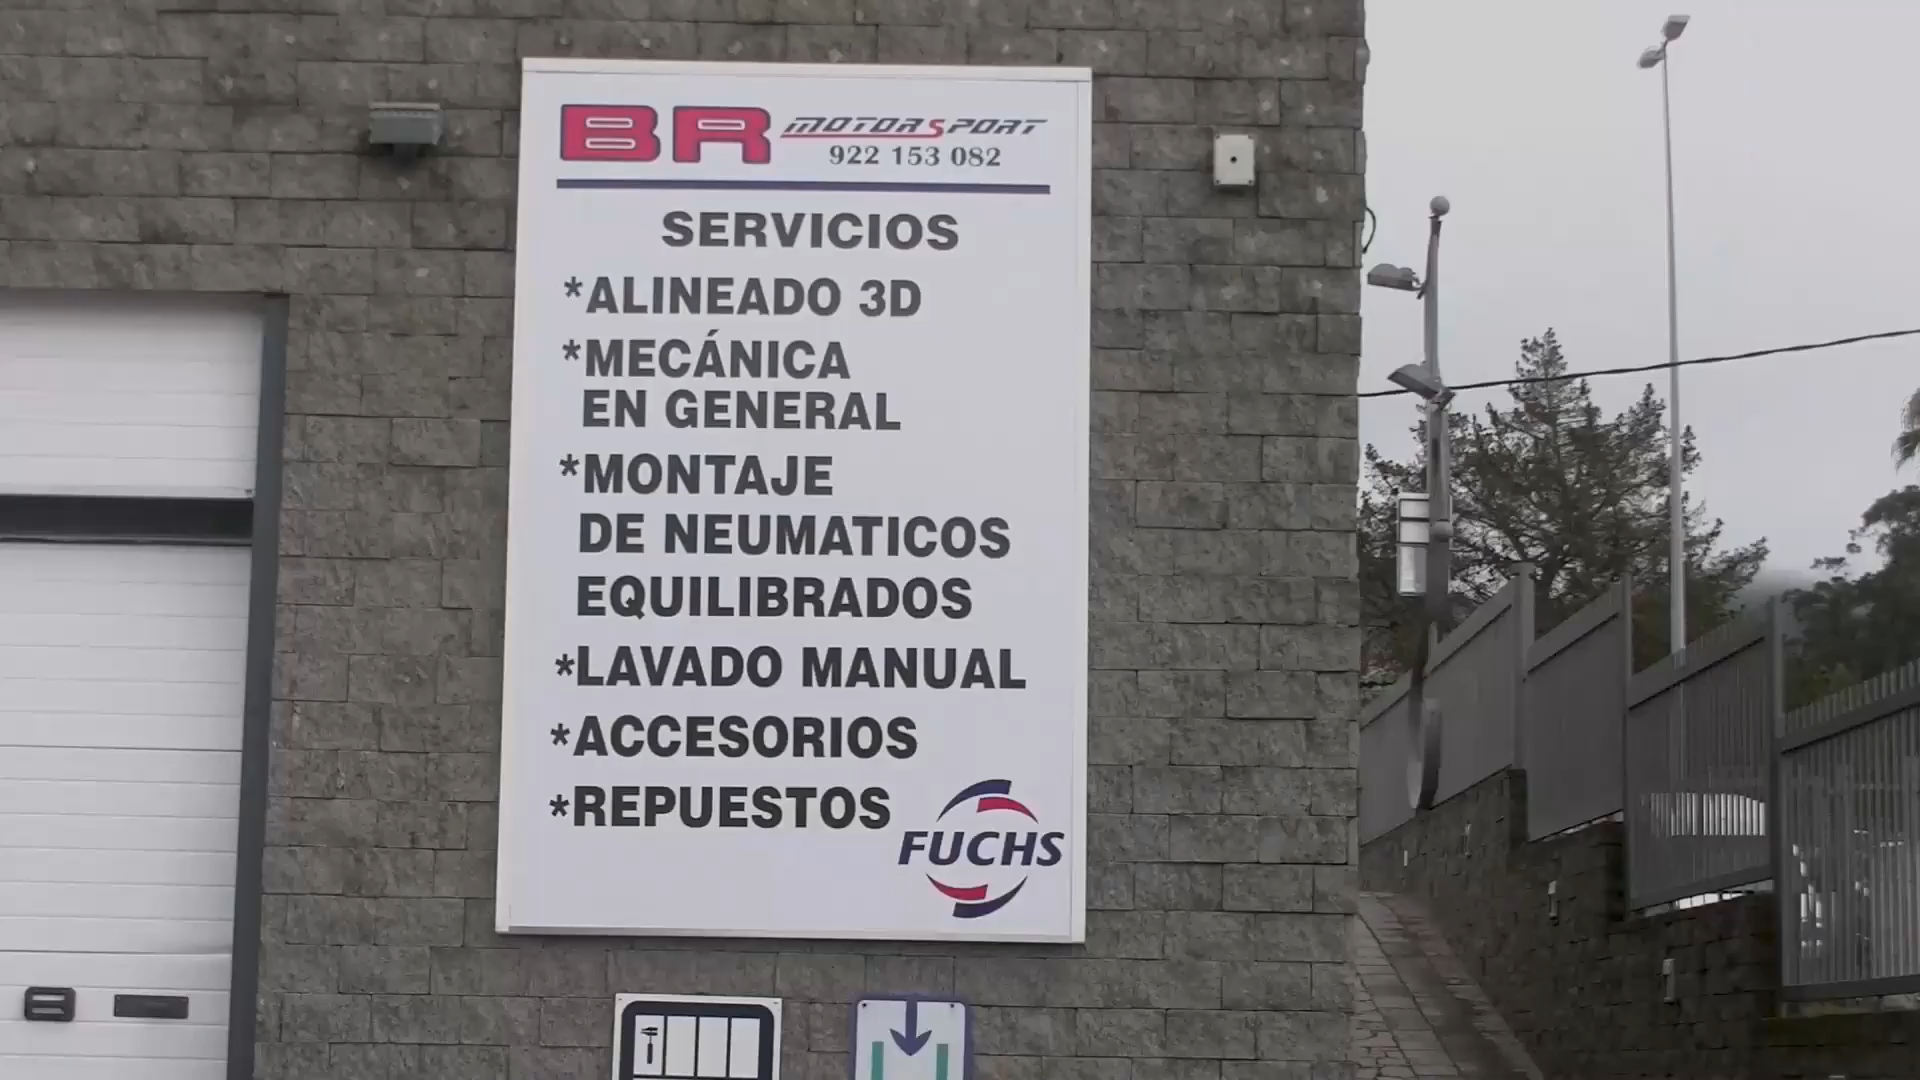 BR MOTORSPORT
922 153 082
SERVICIOS
*ALINEADO 3D
*MECÁNICA
EN GENERAL
*MONTAJE
DE NEUMATICOS
EQUILIBRADOS
*LAVADO MANUAL
*ACCESORIOS
*REPUESTOS
FUCHS